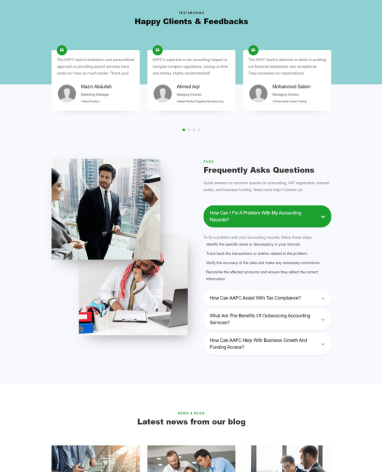 TESTIMONIES
Happy Clients & Feedbacks
The AAFC team's dedication and personalized
approach to providing payroll services have
made our lives so much easier. Thank you!
Mazin Abdullah
Marketing Manager
AAFC's expertise in tax consulting helped us
navigate complex regulations, saving us time
and money. Highly recommended!
Ahmed Aqil
Manging Director
The AAFC team's attention to detail in auditing
our financial statements was exceptional.
They exceeded our expectations!
Mohammed Salem
Managing Director
FAQS
Frequently Asks Questions
Quick answers to common queries on accounting, VAT registration, internal
audits, and business funding. Need more help? Contact us!
How Can I Fix A Problem With My Accounting
Records?
To fix a problem with your accounting records, follow these steps:
Identify the specific issue or discrepancy in your records.
Trace back the transactions or entries related to the problem.
Verify the accuracy of the data and make any necessary corrections.
Reconcile the affected accounts and ensure they reflect the correct
information.
How Can AAFC Assist With Tax Compliance?
What Are The Benefits Of Outsourcing Accounting
Services?
How Can AAFC Help With Business Growth And
Funding Access?
NEWS & BLOG
Latest news from our blog